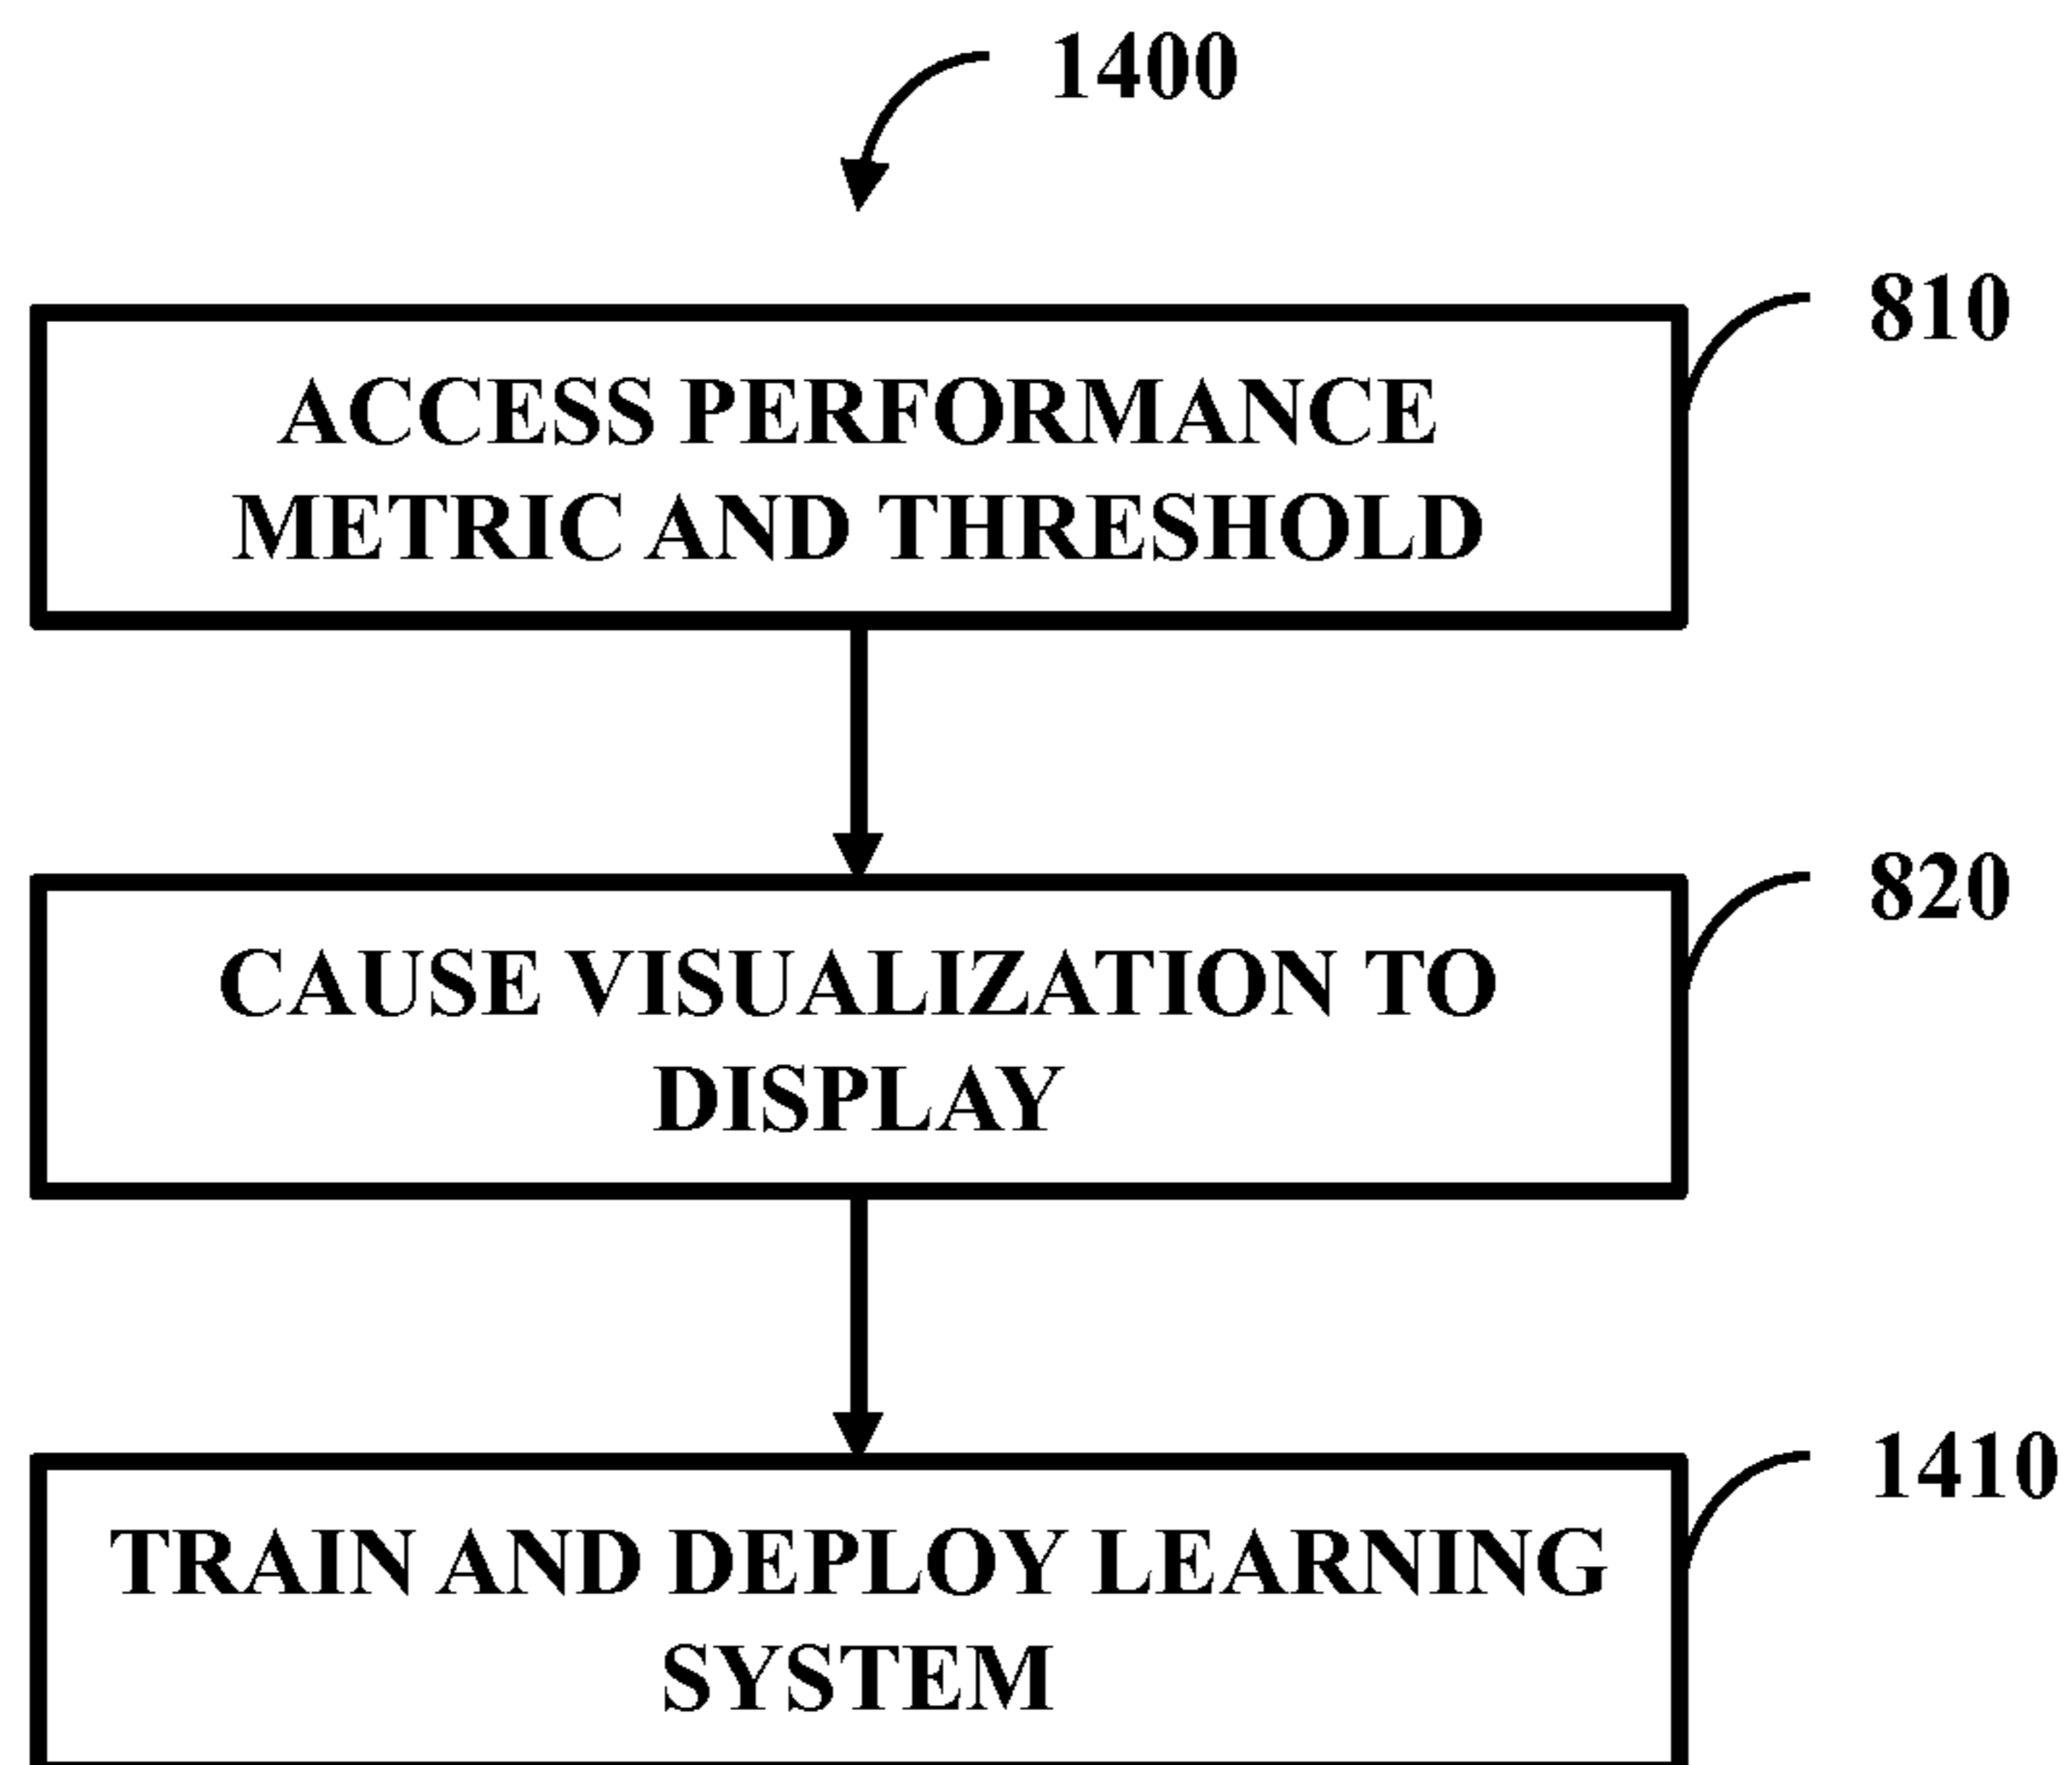 1400
810
ACCESS PERFORMANCE
METRIC AND THRESHOLD
820
CAUSE VISUALIZATION TO
DISPLAY
1410
TRAIN AND DEPLOY LEARNING
SYSTEM